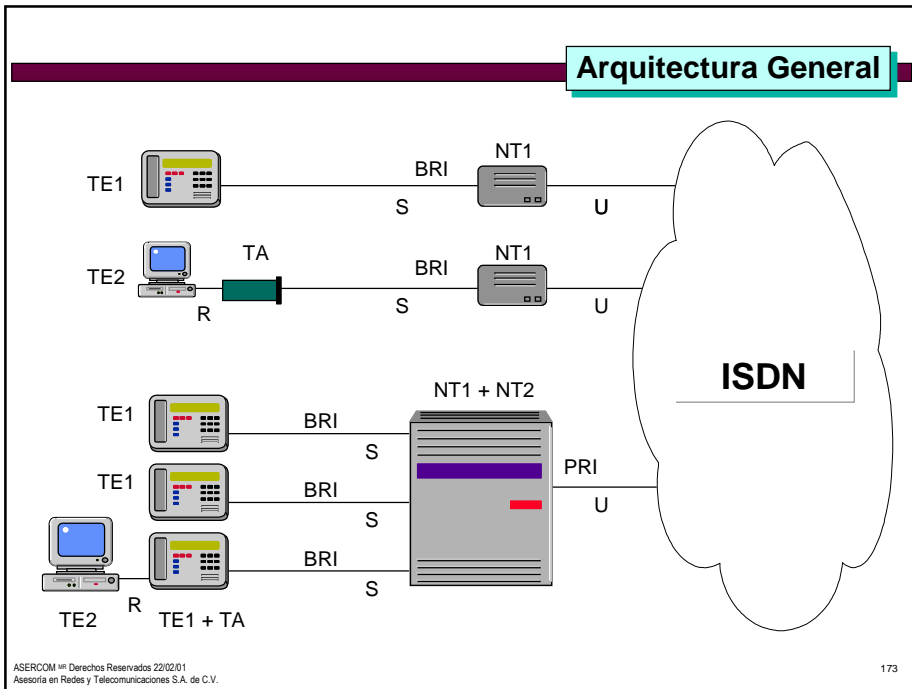 Arquitectura General
TE1
BRI
S
NT1
U
TE2
R
TA
BRI
S
NT1
U
ISDN
NT1 + NT2
TE1
BRI
S
TE1
BRI
S
PRI
U
BRI
S
TE2
R
TE1 + TA
ASERCOM MR Derechos Reservados 22/02/01
Asesoría en Redes y Telecomunicaciones S.A. de C.V.
173